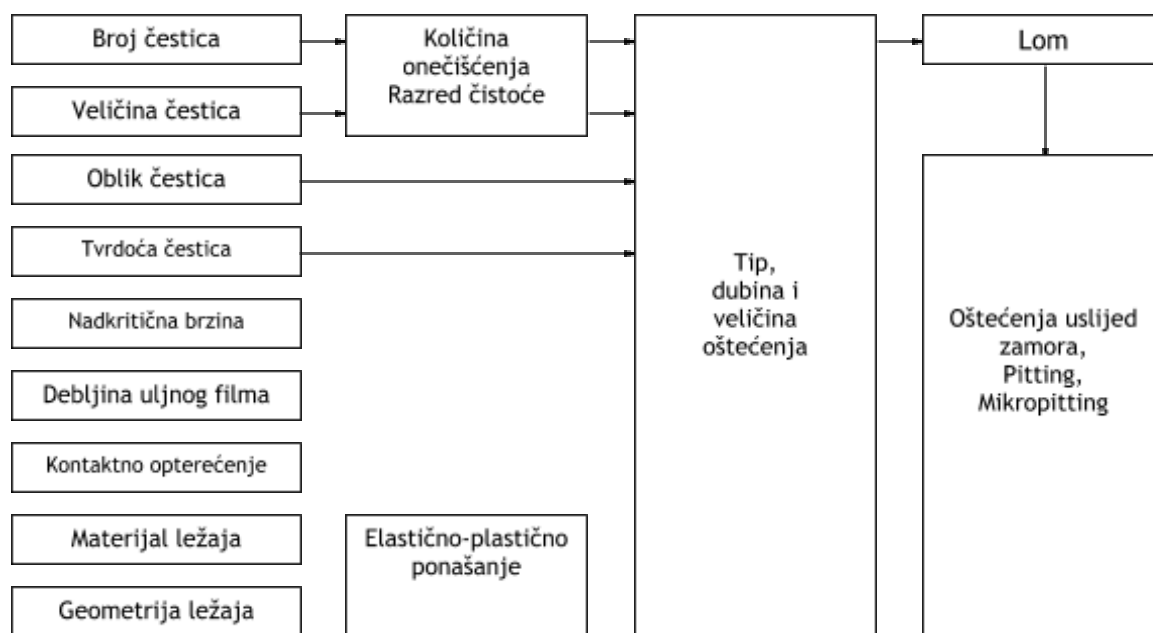 Broj čestica
Veličina čestica
Oblik čestica
Tvrdoća čestica
Nadkritična brzina
Debljina uljnog filma
Kontaktno opterećenje
Materijal ležaja
Geometrija ležaja
Količina
onečišćenja
Razred čistoće
Elastično-plastično
ponašanje
Tip,
dubina i
veličina
oštećenja
Lom
Oštećenja uslijed
zamora,
Pitting,
Mikropitting